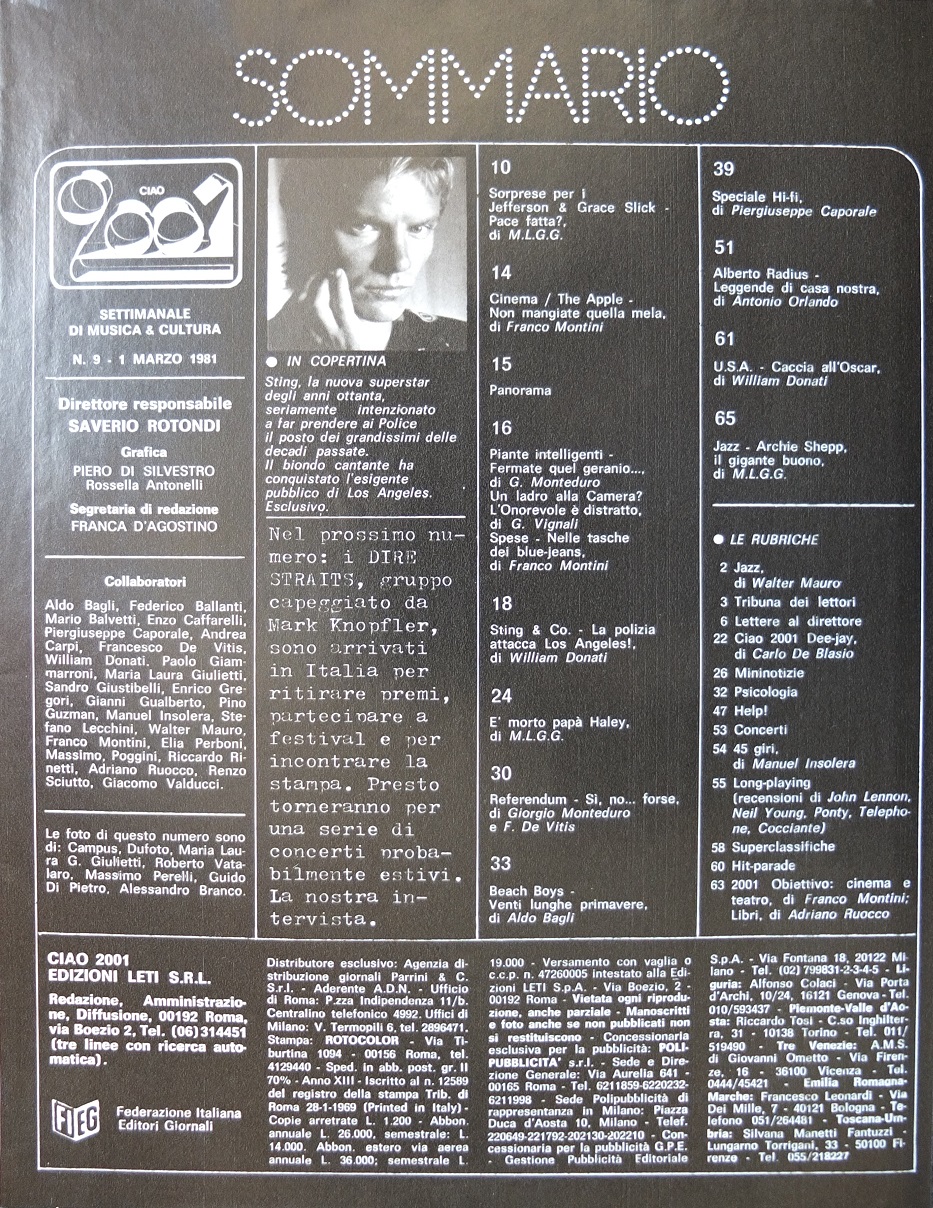 SOMMARIO
CIAO
2001
SETTIMANALE
DI MUSICA & CULTURA
N. 9 - 1 MARZO 1981
Direttore responsabile
SAVERIO ROTONDI
Grafica
PIERO DI SILVESTRO
Rossella Antonelli
Segretaria di redazione
FRANCA D'AGOSTINO
Collaboratori
Aldo Bagli, Federico Ballanti,
Mario Balvetti, Enzo Caffarelli,
Piergiuseppe Caporale, Andrea
Carpi, Francesco De Vitis,
William Donati, Paolo Giam-
marroni, Maria Laura Giulietti,
Sandro Giustibelli, Enrico Gre-
gori, Gianni Gualberto, Pino
Guzman, Manuel Insolera, Ste-
fano Lecchini, Walter Mauro,
Franco Montini, Elia Perboni,
Massimo, Poggini, Riccardo Ri-
netti, Adriano Ruocco, Renzo
Sciutto, Giacomo Valducci.
Le foto di questo numero sono
di: Campus, Dufoto, Maria Lau-
ra G. Giulietti, Roberto Vata-
laro, Massimo Perelli, Guido
Di Pietro, Alessandro Branco.
● IN COPERTINA
Sting, la nuova superstar
degli anni ottanta,
seriamente intenzionato
a far prendere ai Police
il posto dei grandissimi delle
decadi passate.
Il biondo cantante ha
conquistato l'esigente
pubblico di Los Angeles.
Esclusivo.
Nel prossimo nu-
mero: i DIRE
STRAITS, gruppo
capeggiato da
Mark Knopfler,
sono arrivati
in Italia per
ritirare premi,
partecipare a
festival e per
incontrare la
stampa. Presto
torneranno per
una serie di
concerti proba-
bilmente estivi.
La nostra in-
tervista.
10
Sorprese per i
Jefferson & Grace Slick -
Pace fatta?,
di M.L.G.G.
14
Cinema / The Apple -
Non mangiate quella mela,
di Franco Montini
15
Panorama
16
Piante intelligenti -
Fermate quel geranio...,
di G. Monteduro
Un ladro alla Camera?
L'Onorevole è distratto,
di G. Vignali
Spese - Nelle tasche
dei blue-jeans,
di Franco Montini
18
Sting & Co. - La polizia
attacca Los Angeles!,
di William Donati
24
E' morto papà Haley,
di M.L.G.G.
30
Referendum - Sì, no... forse,
di Giorgio Monteduro
e F. De Vitis
33
Beach Boys -
Venti lunghe primavere,
di Aldo Bagli
39
Speciale Hi-fi,
di Piergiuseppe Caporale
51
Alberto Radius -
Leggende di casa nostra,
di Antonio Orlando
61
U.S.A. - Caccia all'Oscar,
di William Donati
65
Jazz - Archie Shepp,
il gigante buono,
di M.L.G.G.
● LE RUBRICHE
2 Jazz,
di Walter Mauro
3 Tribuna dei lettori
6 Lettere al direttore
22 Ciao 2001 Dee-jay,
di Carlo De Blasio
26 Mininotizie
32 Psicologia
47 Help!
53 Concerti
54 45 giri,
di Manuel Insolera
55 Long-playing
(recensioni di John Lennon,
Neil Young, Ponty, Telepho-
ne, Cocciante)
58 Superclassifiche
60 Hit-parade
63 2001 Obiettivo: cinema e
teatro, di Franco Montini;
Libri, di Adriano Ruocco
CIAO 2001
EDIZIONI LETI S.R.L.
Redazione, Amministrazio-
ne, Diffusione, 00192 Roma,
via Boezio 2, Tel. (06) 314451
(tre linee con ricerca auto-
matica).
FIEG
Federazione Italiana
Editori Giornali
Distributore esclusivo: Agenzia di-
stribuzione giornali Parrini & C.
S.r.l. - Aderente A.D.N. - Ufficio
di Roma: P.zza Indipendenza 11/b.
Centralino telefonico 4992. Uffici di
Milano: V. Termopili 6, tel. 2896471.
Stampa: ROTOCOLOR - Via Ti-
burtina 1094 - 00156 Roma, tel.
4129440 - Sped. in abb. post. gr. II
70% - Anno XIII - Iscritto al n. 12589
del registro della stampa Trib. di
Roma 28-1-1969 (Printed in Italy) -
Copie arretrate L. 1.200 - Abbon.
annuale L. 26.000, semestrale: L.
14.000. Abbon. estero via aerea
annuale L. 36.000; semestrale L.
19.000 - Versamento con vaglia o
c.c.p. n. 47260005 intestato alla Edi-
zioni LETI S.p.A. - Via Boezio, 2 -
00192 Roma - Vietata ogni riprodu-
zione, anche parziale - Manoscritti
e foto anche se non pubblicati non
si restituiscono - Concessionaria
esclusiva per la pubblicità: POLI-
PUBBLICITA' s.r.l. - Sede e Dire-
zione Generale: Via Aurelia 641 -
00165 Roma - Tel. 6211859-6220232-
6211998 - Sede Polipubblicità di
rappresentanza in Milano: Piazza
Duca d'Aosta 10, Milano - Telef.
220649-221792-202130-202210 - Con-
cessionaria per la pubblicità G.P.E.
- Gestione Pubblicità Editoriale
S.p.A. - Via Fontana 18, 20122 Mi-
lano - Tel. (02) 799831-2-3-4-5 - Li-
guria: Alfonso Colaci - Via Porta
d'Archi, 10/24, 16121 Genova - Tel.
010/593437 - Piemonte-Valle d'Ao-
sta: Riccardo Tosi - C.so Inghilter-
ra, 31 - 10138 Torino - Tel. 011/
519490 - Tre Venezie: A.M.S.
di Giovanni Ometto - Via Firen-
ze, 16 - 36100 Vicenza - Tel.
0444/45421 - Emilia Romagna-
Marche: Francesco Leonardi - Via
Dei Mille, 7 - 40121 Bologna - Te-
lefono 051/264481 - Toscana-Um-
bria: Silvana Manetti Fantuzzi -
Lungarno Torrigani, 33 - 50100 Fi-
renze - Tel. 055/218227